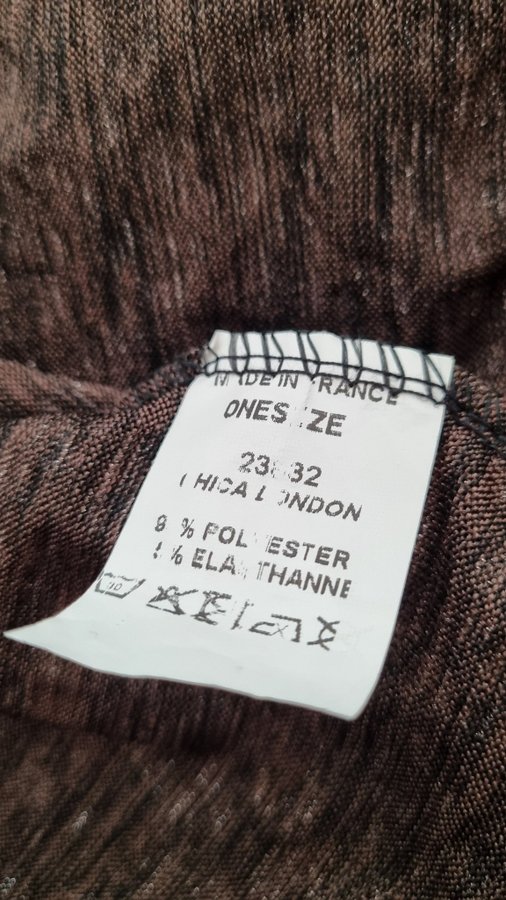 MADE IN FRANCE
ONESIZE
CHICA LONDON
% POLYESTER
% ELASTHANNE